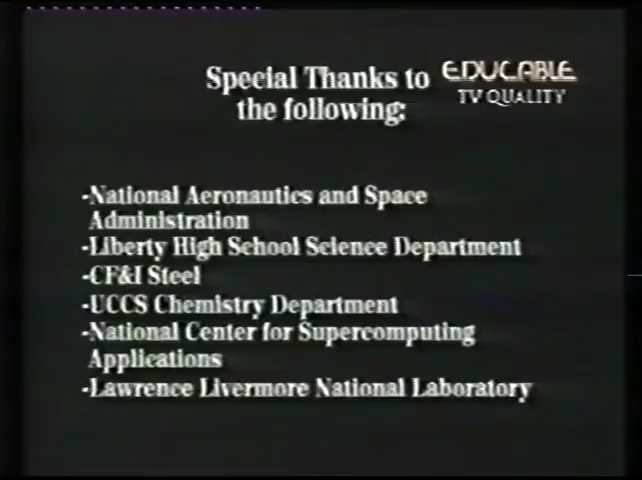 Special Thanks to
the following:
EDUCABLE
TV QUALITY
-National Aeronautics and Space
Administration
-Liberty High School Science Department
-CF&I Steel
-UCCS Chemistry Department
-National Center for Supercomputing
Applications
-Lawrence Livermore National Laboratory